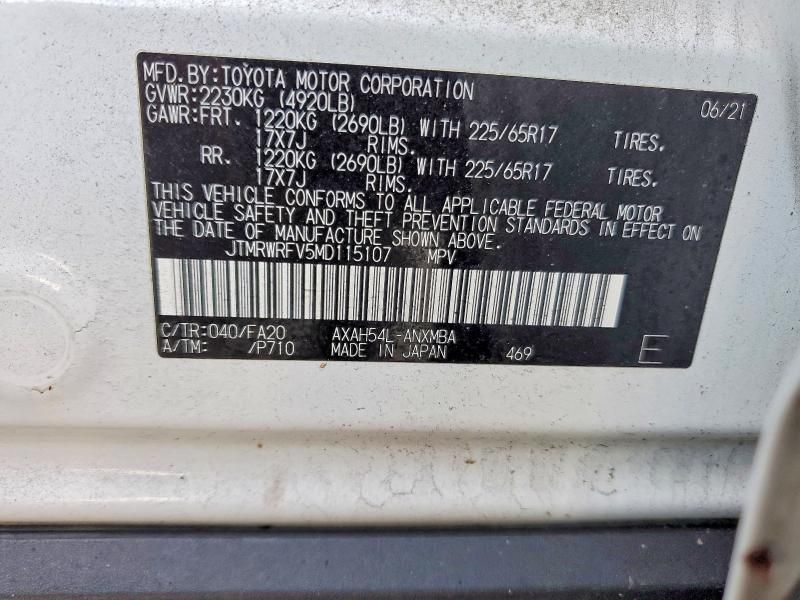 MFD.BY:TOYOTA MOTOR CORPORATION 06/21
GVWR:2230KG (4920LB)
GAWR:FRT. 1220KG (2690LB) WITH 225/65R17 TIRES.
17X7J RIMS.
RR. 1220KG (2690LB) WITH 225/65R17 TIRES.
17X7J RIMS.
THIS VEHICLE CONFORMS TO ALL APPLICABLE FEDERAL MOTOR
VEHICLE SAFETY AND THEFT PREVENTION STANDARDS IN EFFECT ON
THE DATE OF MANUFACTURE SHOWN ABOVE.
JTMRWRFV5MD115107 MPV
C/TR:040/FA20 AXAH54L-ANXMBA
A/TM: /P710 MADE IN JAPAN 469 E